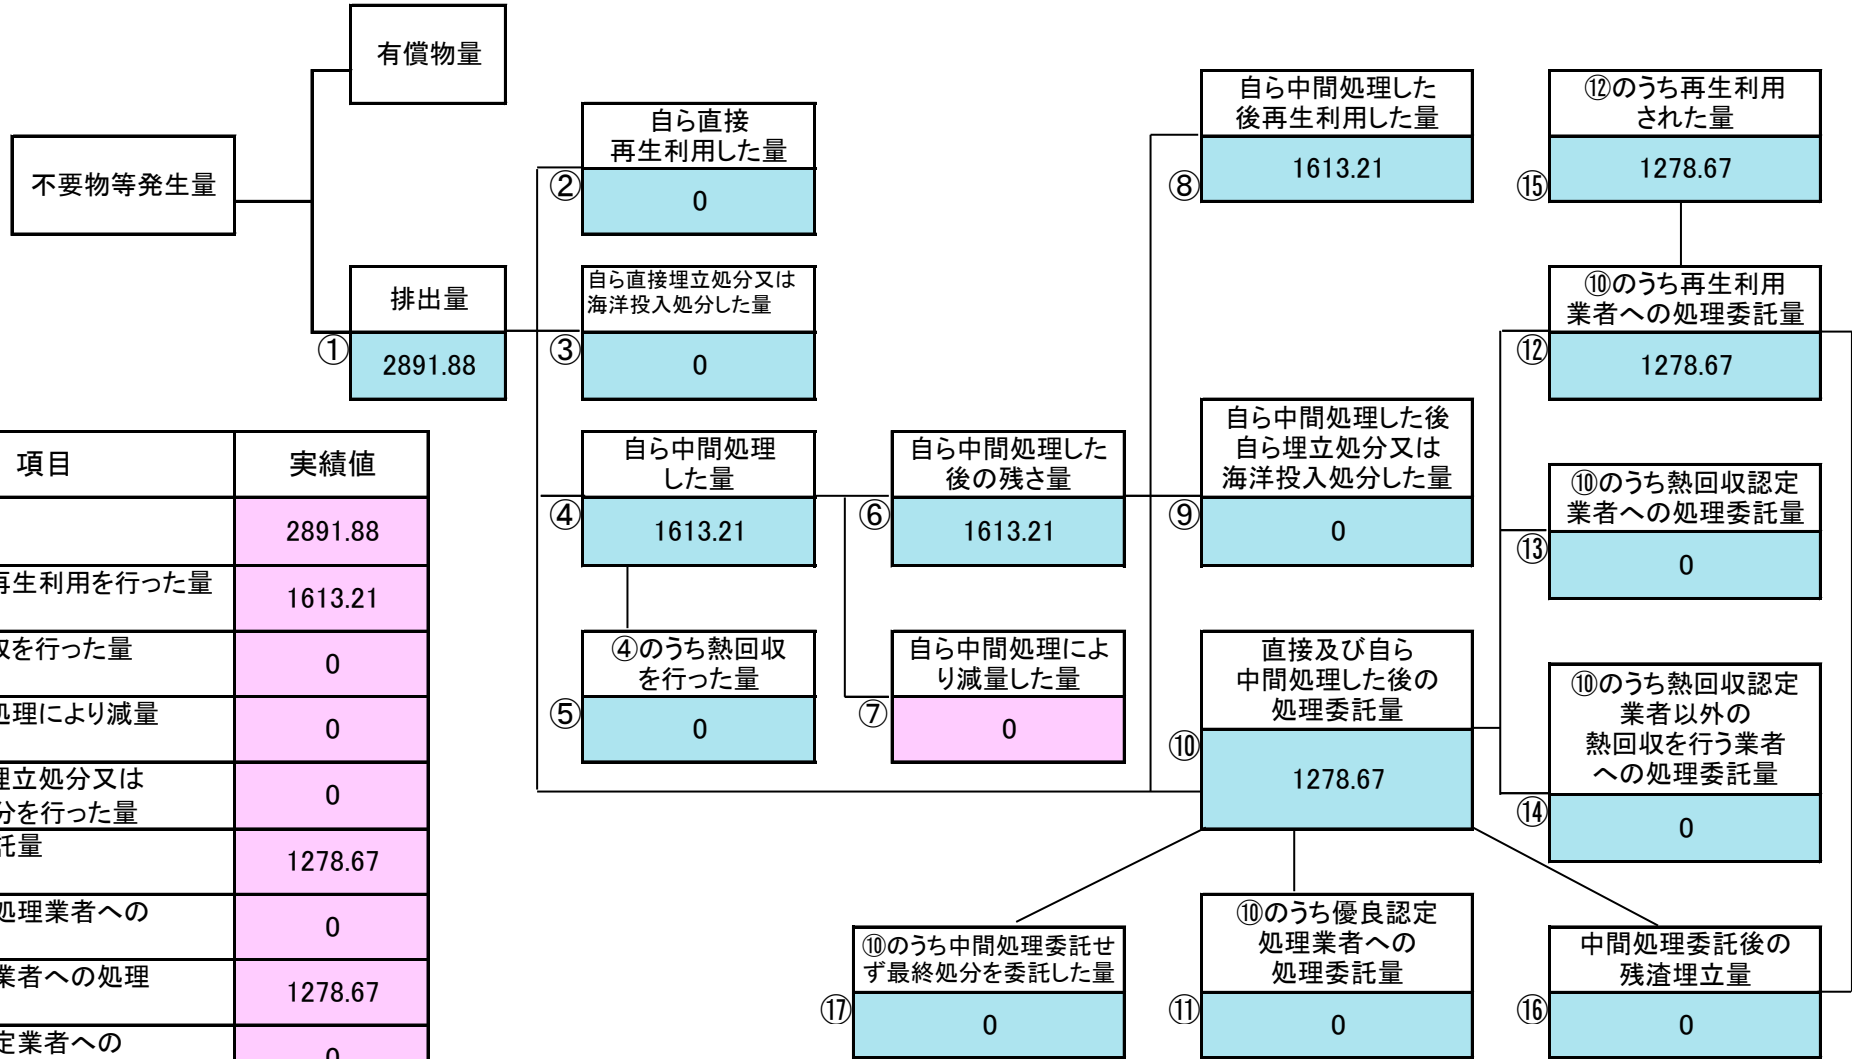 有償物量
不要物等発生量
排出量
①
2891.88
自ら直接
再生利用した量
②
0
自ら直接埋立処分又は
海洋投入処分した量
③
0
自ら中間処理
した量
④
1613.21
④のうち熱回収
を行った量
⑤
0
自ら中間処理した
後の残さ量
⑥
1613.21
自ら中間処理によ
り減量した量
⑦
0
自ら中間処理した
後再生利用した量
⑧
1613.21
自ら中間処理した後
自ら埋立処分又は
海洋投入処分した量
⑨
0
直接及び自ら
中間処理した後の
処理委託量
⑩
1278.67
⑫のうち再生利用
された量
⑮
1278.67
⑩のうち再生利用
業者への処理委託量
⑫
1278.67
⑩のうち熱回収認定
業者への処理委託量
⑬
0
⑩のうち熱回収認定
業者以外の
熱回収を行う業者
への処理委託量
⑭
0
⑩のうち中間処理委託せ
ず最終処分を委託した量
⑰
0
⑩のうち優良認定
処理業者への
処理委託量
⑪
0
中間処理委託後の
残渣埋立量
⑯
0
項目 実績値
2891.88
再生利用を行った量 1613.21
を行った量 0
処理により減量 0
埋立処分又は
分を行った量 0
託量 1278.67
処理業者への 0
業者への処理 1278.67
定業者への 0